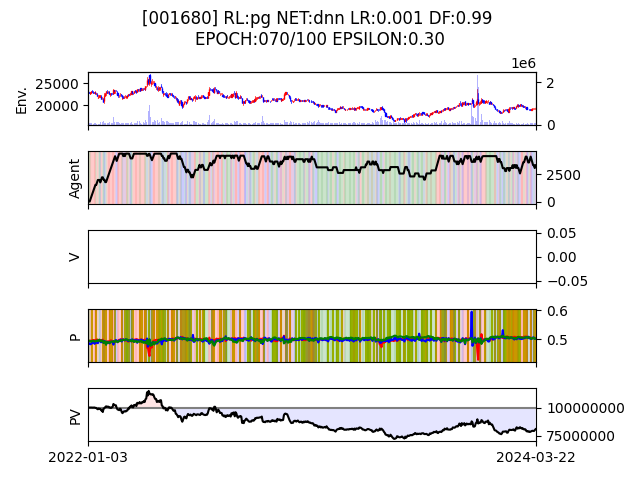 [001680] RL:pg NET:dnn LR:0.001 DF:0.99
EPOCH:070/100 EPSILON:0.30
1e6
Env.
25000
20000
2
0
Agent
2500
0
V
0.05
0.00
−0.05
P
0.6
0.5
PV
100000000
75000000
2022-01-03
2024-03-22